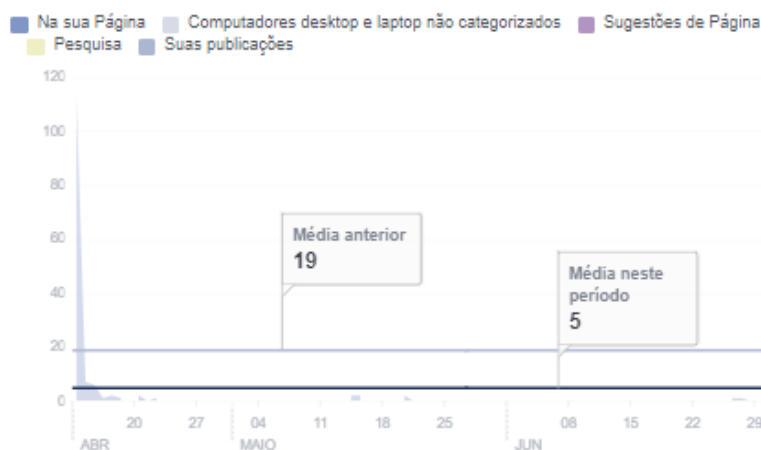 Na sua Página Computadores desktop e laptop não categorizados Sugestões de Página
Pesquisa Suas publicações
120
100
80
60
40
20
0
Média anterior
19
Média neste
período
5
20 27 04 11 18 25 08 15 22 29
ABR MAIO JUN